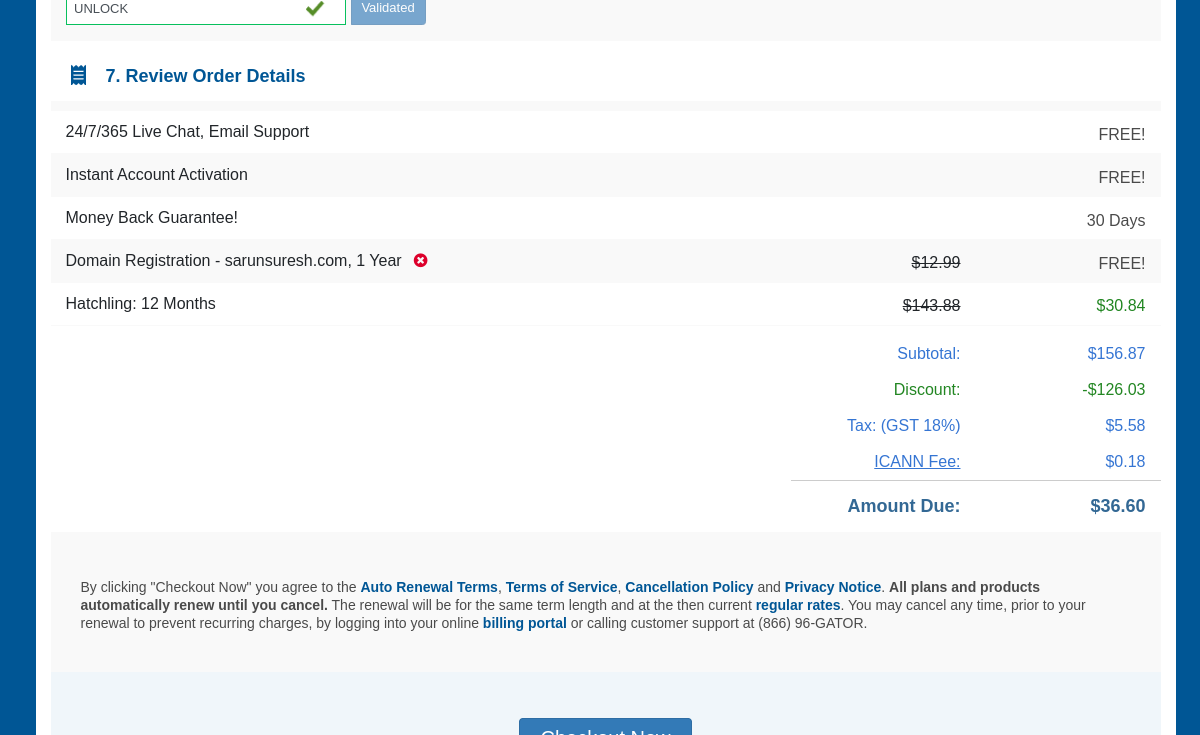 UNLOCK
Validated
7. Review Order Details
24/7/365 Live Chat, Email Support FREE!
Instant Account Activation FREE!
Money Back Guarantee! 30 Days
Domain Registration - sarunsuresh.com, 1 Year $12.99 FREE!
Hatchling: 12 Months $143.88 $30.84
Subtotal: $156.87
Discount: -$126.03
Tax: (GST 18%) $5.58
ICANN Fee: $0.18
Amount Due: $36.60
By clicking "Checkout Now" you agree to the Auto Renewal Terms, Terms of Service, Cancellation Policy and Privacy Notice. All plans and products
automatically renew until you cancel. The renewal will be for the same term length and at the then current regular rates. You may cancel any time, prior to your
renewal to prevent recurring charges, by logging into your online billing portal or calling customer support at (866) 96-GATOR.
Checkout Now